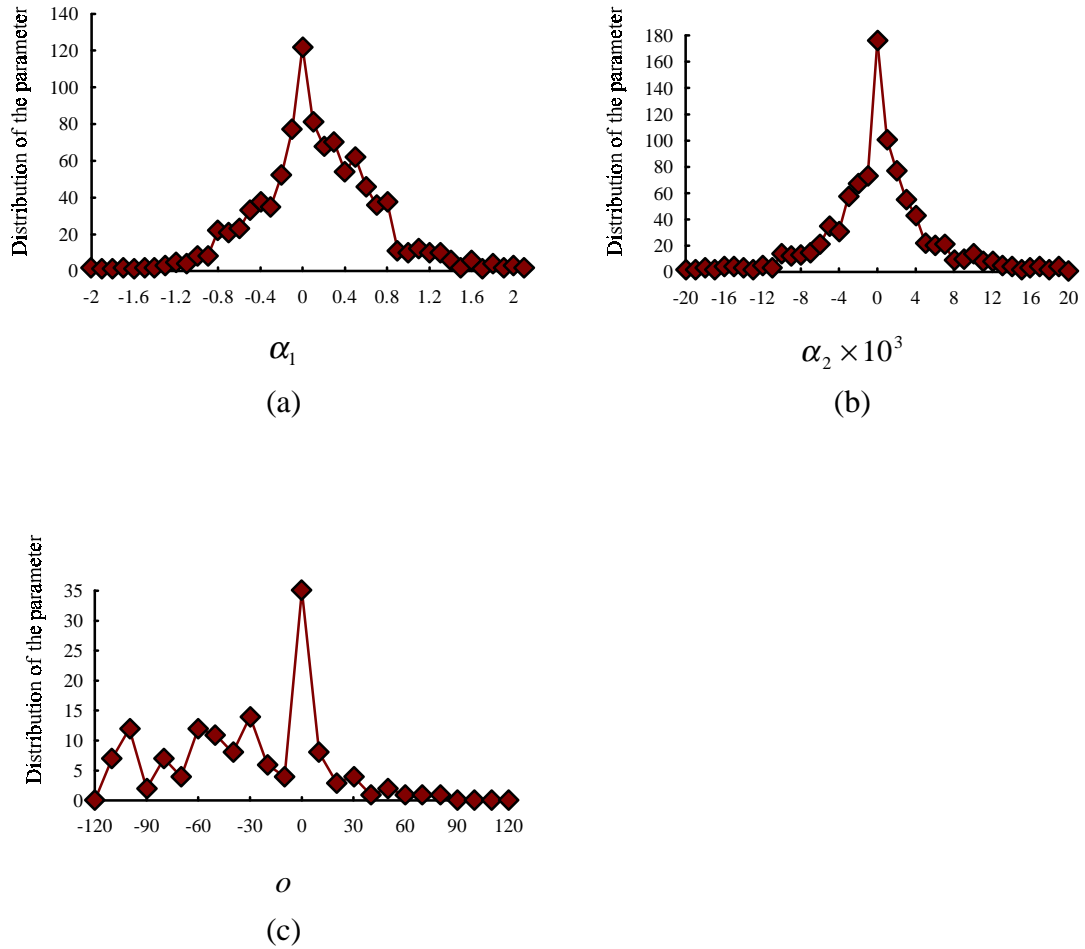 Distribution of the parameter
140
120
100
80
60
40
20
0
-2 -1.6 -1.2 -0.8 -0.4 0 0.4 0.8 1.2 1.6 2
α₁
(a)
Distribution of the parameter
180
160
140
120
100
80
60
40
20
0
-20 -16 -12 -8 -4 0 4 8 12 16 20
α₂ × 10³
(b)
Distribution of the parameter
35
30
25
20
15
10
5
0
-120 -90 -60 -30 0 30 60 90 120
o
(c)